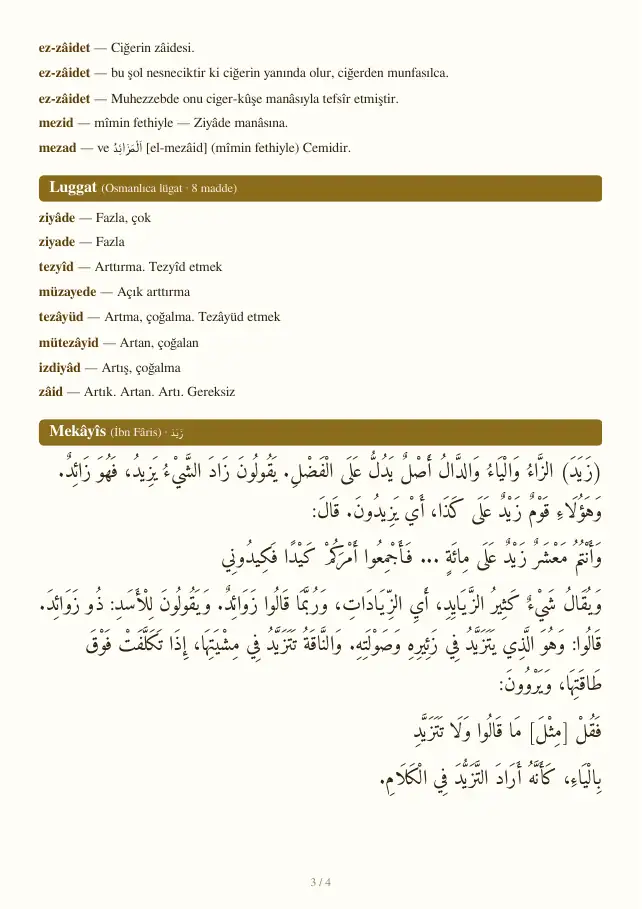 ez-zâidet — Ciğerin zâidesi.
ez-zâidet — bu şol nesneciktir ki ciğerin yanında olur, ciğerden munfasılca.
ez-zâidet — Muhezzebde onu ciger-kûşe manâsıyla tefsîr etmiştir.
mezid — mîmin fethiyle — Ziyâde manâsına.
mezad — ve اَلْمَزَائِدُ [el-mezâid] (mîmin fethiyle) Cemidir.
Luggat (Osmanlıca lügat · 8 madde)
ziyâde — Fazla, çok
ziyade — Fazla
tezyîd — Arttırma. Tezyîd etmek
müzayede — Açık arttırma
tezâyüd — Artma, çoğalma. Tezâyüd etmek
mütezâyid — Artan, çoğalan
izdiyâd — Artış, çoğalma
zâid — Artık. Artan. Artı. Gereksiz
Mekâyîs (İbn Fâris) · زَيَدَ
(زَيَدَ) الزَّاءُ وَالْيَاءُ وَالدَّالُ أَصْلٌ يَدُلُّ عَلَى الْفَضْلِ. يَقُولُونَ زَادَ الشَّيْءُ يَزِيدُ، فَهُوَ زَائِدٌ.
وَهَؤُلَاءِ قَوْمٌ زَيْدٌ عَلَى كَذَا، أَيْ يَزِيدُونَ. قَالَ:
وَأَنْتُمُ مَعْشَرٌ زَيْدٌ عَلَى مِائَةٍ ... فَأَجْمِعُوا أَمْرَكُمْ كَيْدًا فَكِيدُونِي
وَيُقَالُ شَيْءٌ كَثِيرُ الزَّيَايِدِ، أَيِ الزِّيَادَاتِ، وَرُبَّمَا قَالُوا زَوَائِدٌ. وَيَقُولُونَ لِلْأَسَدِ: ذُو زَوَائِدَ.
قَالُوا: وَهُوَ الَّذِي يَتَزَيَّدُ فِي زَئِيرِهِ وَصَوْلَتِهِ. وَالنَّاقَةُ تَتَزَيَّدُ فِي مِشْيَتِهَا، إِذَا تَكَلَّفَتْ فَوْقَ
طَاقَتِهَا، وَيَرْوُونَ:
فَقُلْ [مِثْلَ] مَا قَالُوا وَلَا تَتَزَيَّدِ
بِالْيَاءِ، كَأَنَّهُ أَرَادَ التَّزَيُّدَ فِي الْكَلَامِ.
3 / 4